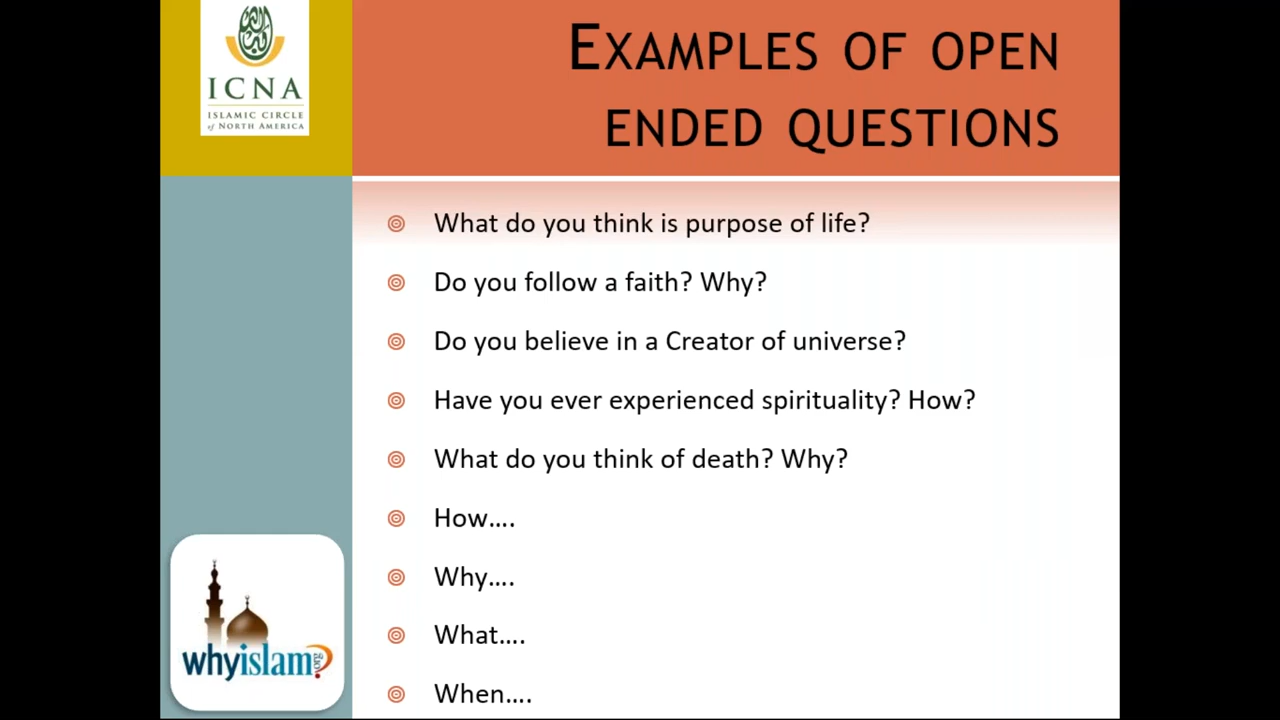 ICNA
ISLAMIC CIRCLE
of NORTH AMERICA
EXAMPLES OF OPEN
ENDED QUESTIONS
What do you think is purpose of life?
Do you follow a faith? Why?
Do you believe in a Creator of universe?
Have you ever experienced spirituality? How?
What do you think of death? Why?
How....
Why....
What....
When....
whyislam?.org